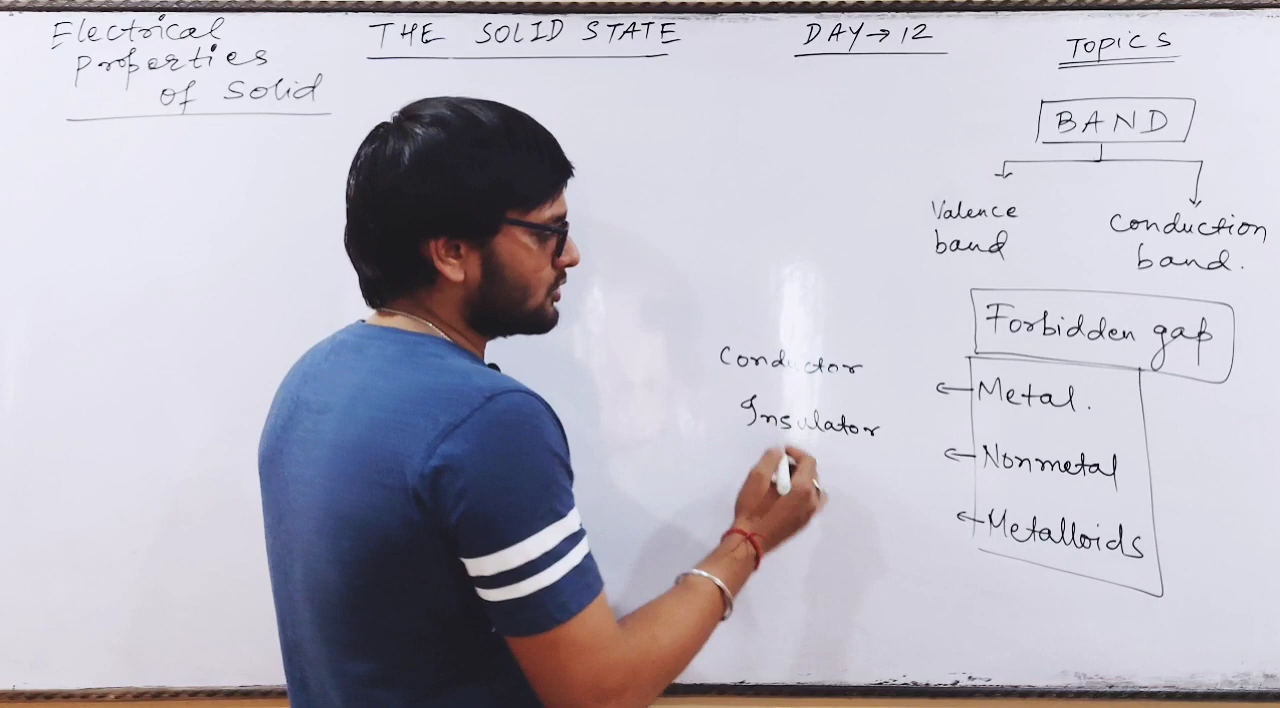 Electrical
Properties
of Solid
THE SOLID STATE
DAY→12
TOPICS
BAND
Valence
band
Conduction
band.
Forbidden gap
Conductor
←Metal.
Insulator
←Nonmetal
←Metalloids